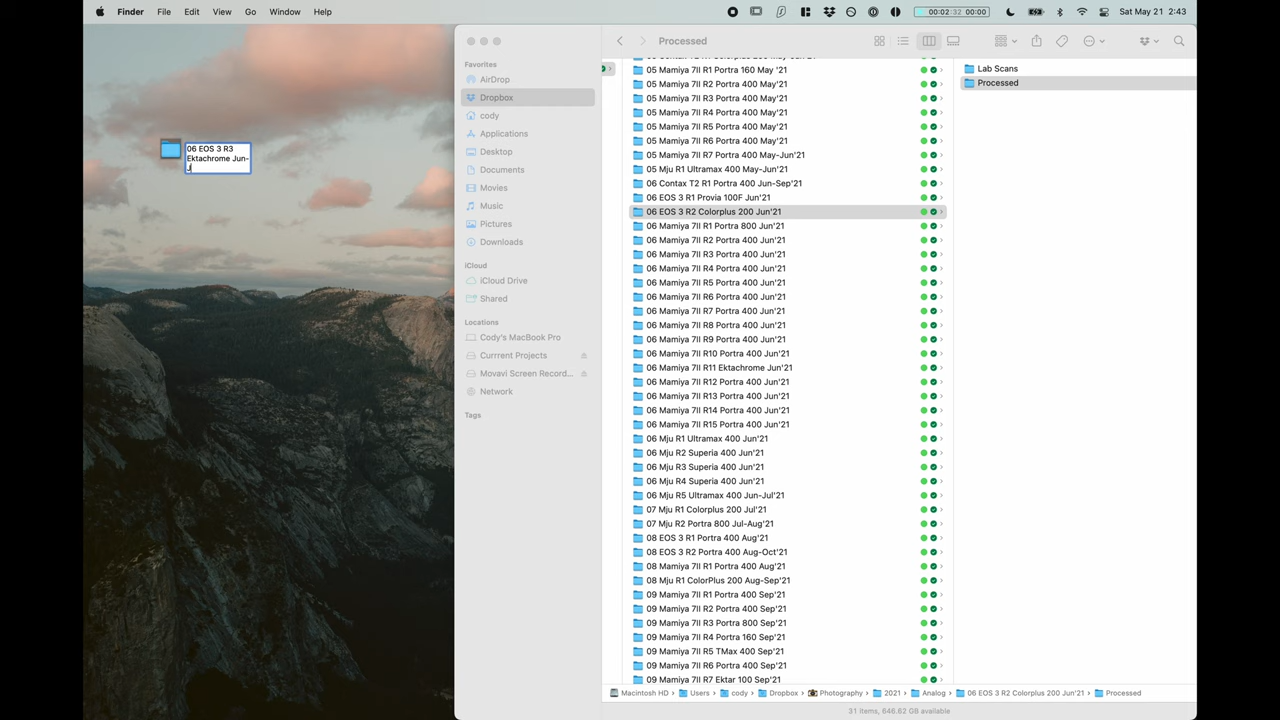 Finder File Edit View Go Window Help
00:02:32 00:00 Sat May 21 2:43
06 EOS 3 R3
Ektachrome Jun-
J
Favorites
AirDrop
Dropbox
cody
Applications
Desktop
Documents
Movies
Music
Pictures
Downloads
iCloud
iCloud Drive
Shared
Locations
Cody's MacBook Pro
Currrent Projects
Movavi Screen Record...
Network
Tags
Processed
05 Mamiya 7II R1 Portra 160 May '21
05 Mamiya 7II R2 Portra 400 May'21
05 Mamiya 7II R3 Portra 400 May'21
05 Mamiya 7II R4 Portra 400 May'21
05 Mamiya 7II R5 Portra 400 May'21
05 Mamiya 7II R6 Portra 400 May'21
05 Mamiya 7II R7 Portra 400 May-Jun'21
05 Mju R1 Ultramax 400 May-Jun'21
06 Contax T2 R1 Portra 400 Jun-Sep'21
06 EOS 3 R1 Provia 100F Jun'21
06 EOS 3 R2 Colorplus 200 Jun'21
06 Mamiya 7II R1 Portra 800 Jun'21
06 Mamiya 7II R2 Portra 400 Jun'21
06 Mamiya 7II R3 Portra 400 Jun'21
06 Mamiya 7II R4 Portra 400 Jun'21
06 Mamiya 7II R5 Portra 400 Jun'21
06 Mamiya 7II R6 Portra 400 Jun'21
06 Mamiya 7II R7 Portra 400 Jun'21
06 Mamiya 7II R8 Portra 400 Jun'21
06 Mamiya 7II R9 Portra 400 Jun'21
06 Mamiya 7II R10 Portra 400 Jun'21
06 Mamiya 7II R11 Ektachrome Jun'21
06 Mamiya 7II R12 Portra 400 Jun'21
06 Mamiya 7II R13 Portra 400 Jun'21
06 Mamiya 7II R14 Portra 400 Jun'21
06 Mamiya 7II R15 Portra 400 Jun'21
06 Mju R1 Ultramax 400 Jun'21
06 Mju R2 Superia 400 Jun'21
06 Mju R3 Superia 400 Jun'21
06 Mju R4 Superia 400 Jun'21
06 Mju R5 Ultramax 400 Jun-Jul'21
07 Mju R1 Colorplus 200 Jul'21
07 Mju R2 Portra 800 Jul-Aug'21
08 EOS 3 R1 Portra 400 Aug'21
08 EOS 3 R2 Portra 400 Aug-Oct'21
08 Mamiya 7II R1 Portra 400 Aug'21
08 Mju R1 ColorPlus 200 Aug-Sep'21
09 Mamiya 7II R1 Portra 400 Sep'21
09 Mamiya 7II R2 Portra 400 Sep'21
09 Mamiya 7II R3 Portra 800 Sep'21
09 Mamiya 7II R4 Portra 160 Sep'21
09 Mamiya 7II R5 TMax 400 Sep'21
09 Mamiya 7II R6 Portra 400 Sep'21
09 Mamiya 7II R7 Ektar 100 Sep'21
Lab Scans
Processed
Macintosh HD › Users › cody › Dropbox › Photography › 2021 › Analog › 06 EOS 3 R2 Colorplus 200 Jun'21 › Processed
31 items, 646.62 GB available